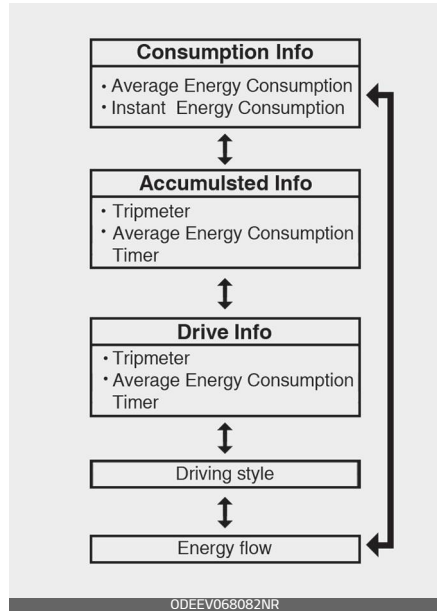 Consumption Info
• Average Energy Consumption
• Instant Energy Consumption
Accumulsted Info
• Tripmeter
• Average Energy Consumption
Timer
Drive Info
• Tripmeter
• Average Energy Consumption
Timer
Driving style
Energy flow
ODEEV068082NR